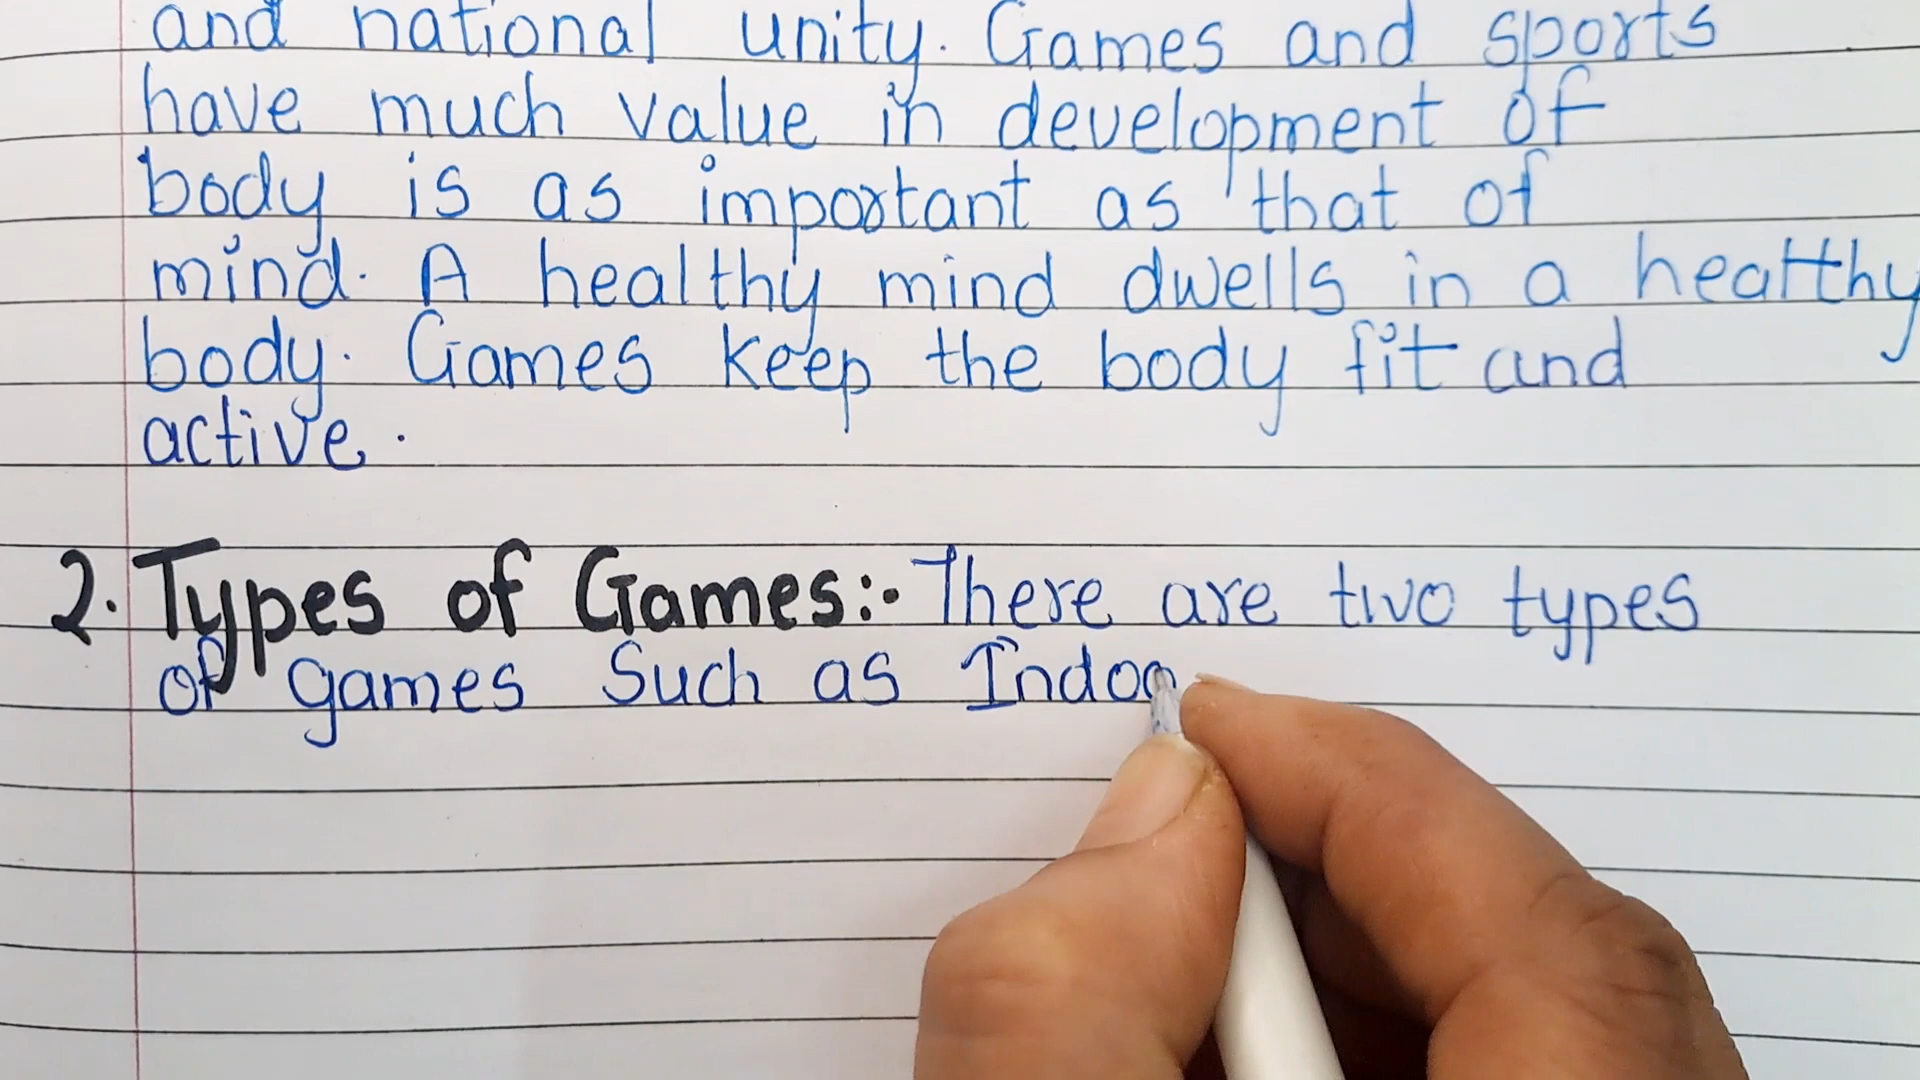 and national unity. Games and sports
have much value in development of
body is as important as that of
mind. A healthy mind dwells in a healthy
body. Games keep the body fit and
active.
2. Types of Games:- There are two types
of games Such as Indoo